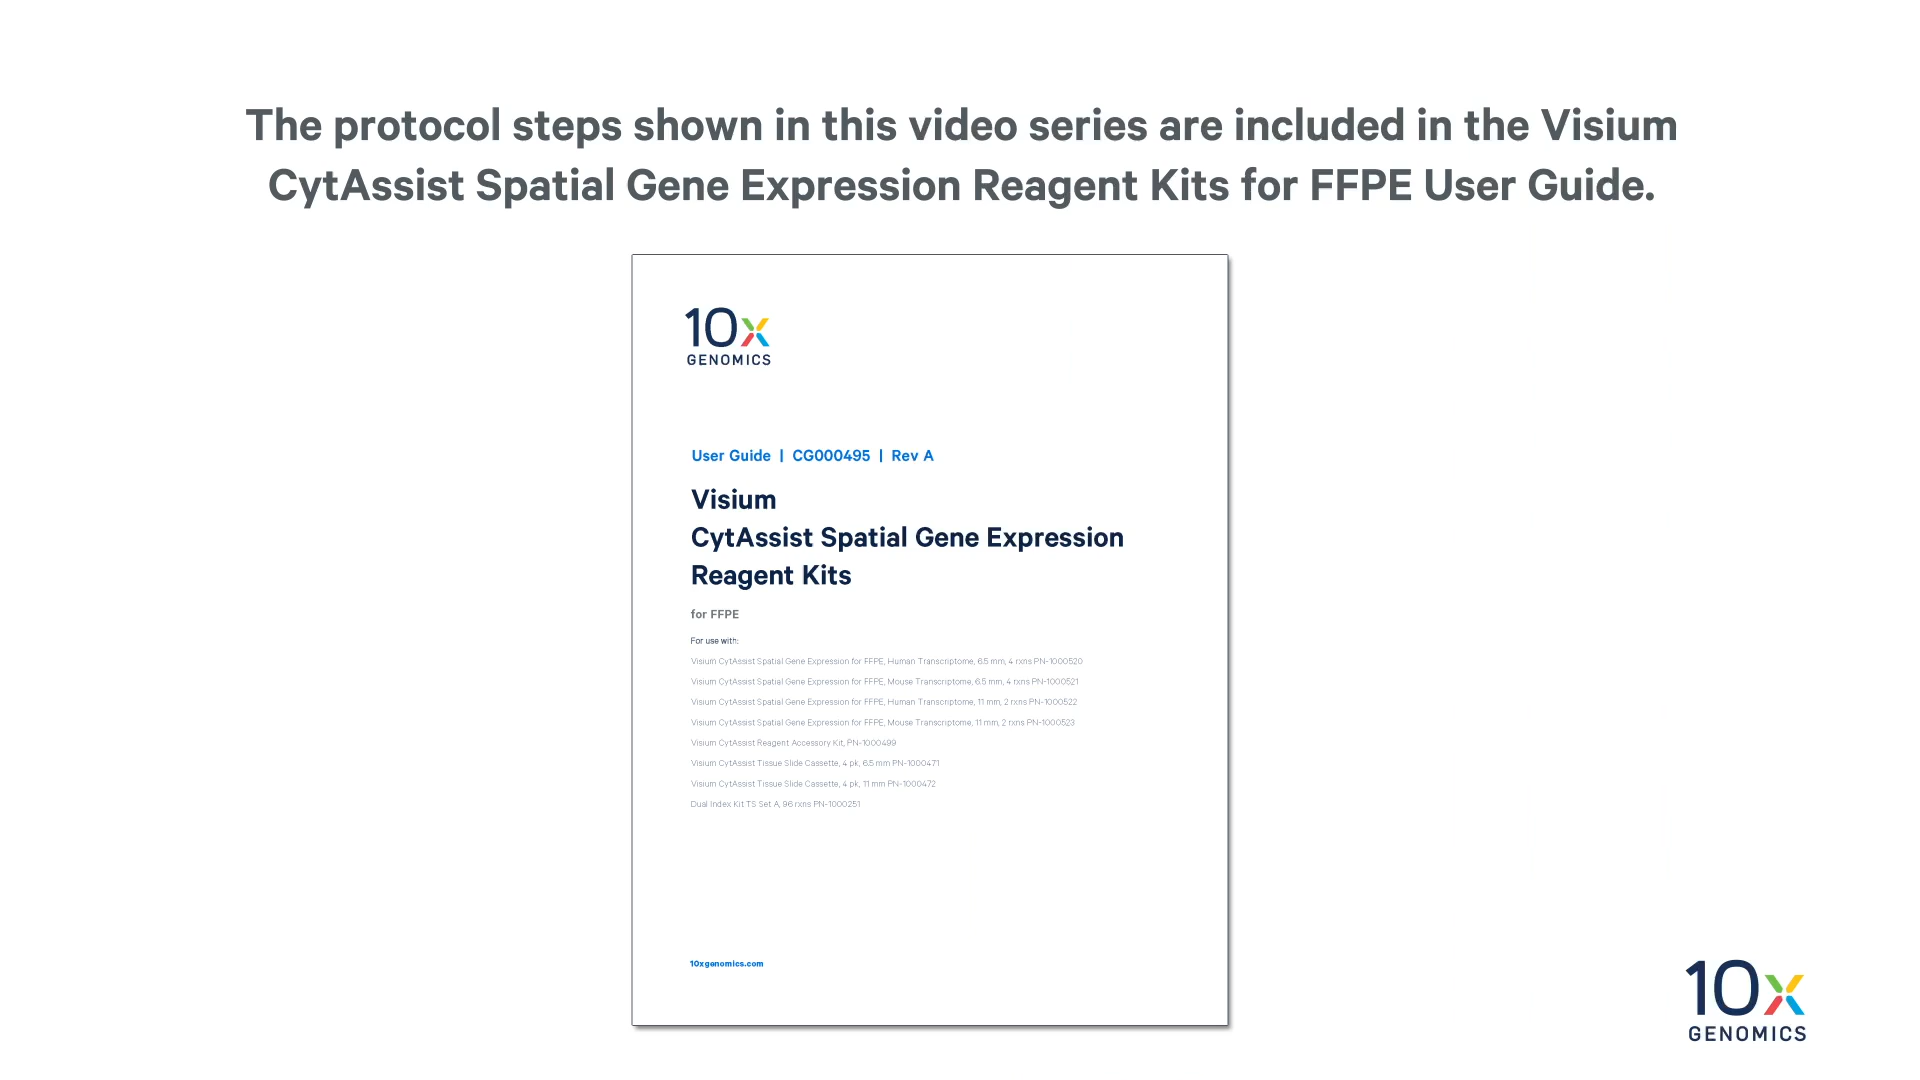 The protocol steps shown in this video series are included in the Visium
CytAssist Spatial Gene Expression Reagent Kits for FFPE User Guide.
10x
GENOMICS
User Guide | CG000495 | Rev A
Visium
CytAssist Spatial Gene Expression
Reagent Kits
for FFPE
For use with:
Visium CytAssist Spatial Gene Expression for FFPE, Human Transcriptome, 6.5 mm, 4 rxns PN-1000520
Visium CytAssist Spatial Gene Expression for FFPE, Mouse Transcriptome, 6.5 mm, 4 rxns PN-1000521
Visium CytAssist Spatial Gene Expression for FFPE, Human Transcriptome, 11 mm, 2 rxns PN-1000522
Visium CytAssist Spatial Gene Expression for FFPE, Mouse Transcriptome, 11 mm, 2 rxns PN-1000523
Visium CytAssist Reagent Accessory Kit, PN-1000499
Visium CytAssist Tissue Slide Cassette, 4 pk, 6.5 mm PN-1000471
Visium CytAssist Tissue Slide Cassette, 4 pk, 11 mm PN-1000472
Dual Index Kit TS Set A, 96 rxns PN-1000251
10xgenomics.com
10x
GENOMICS